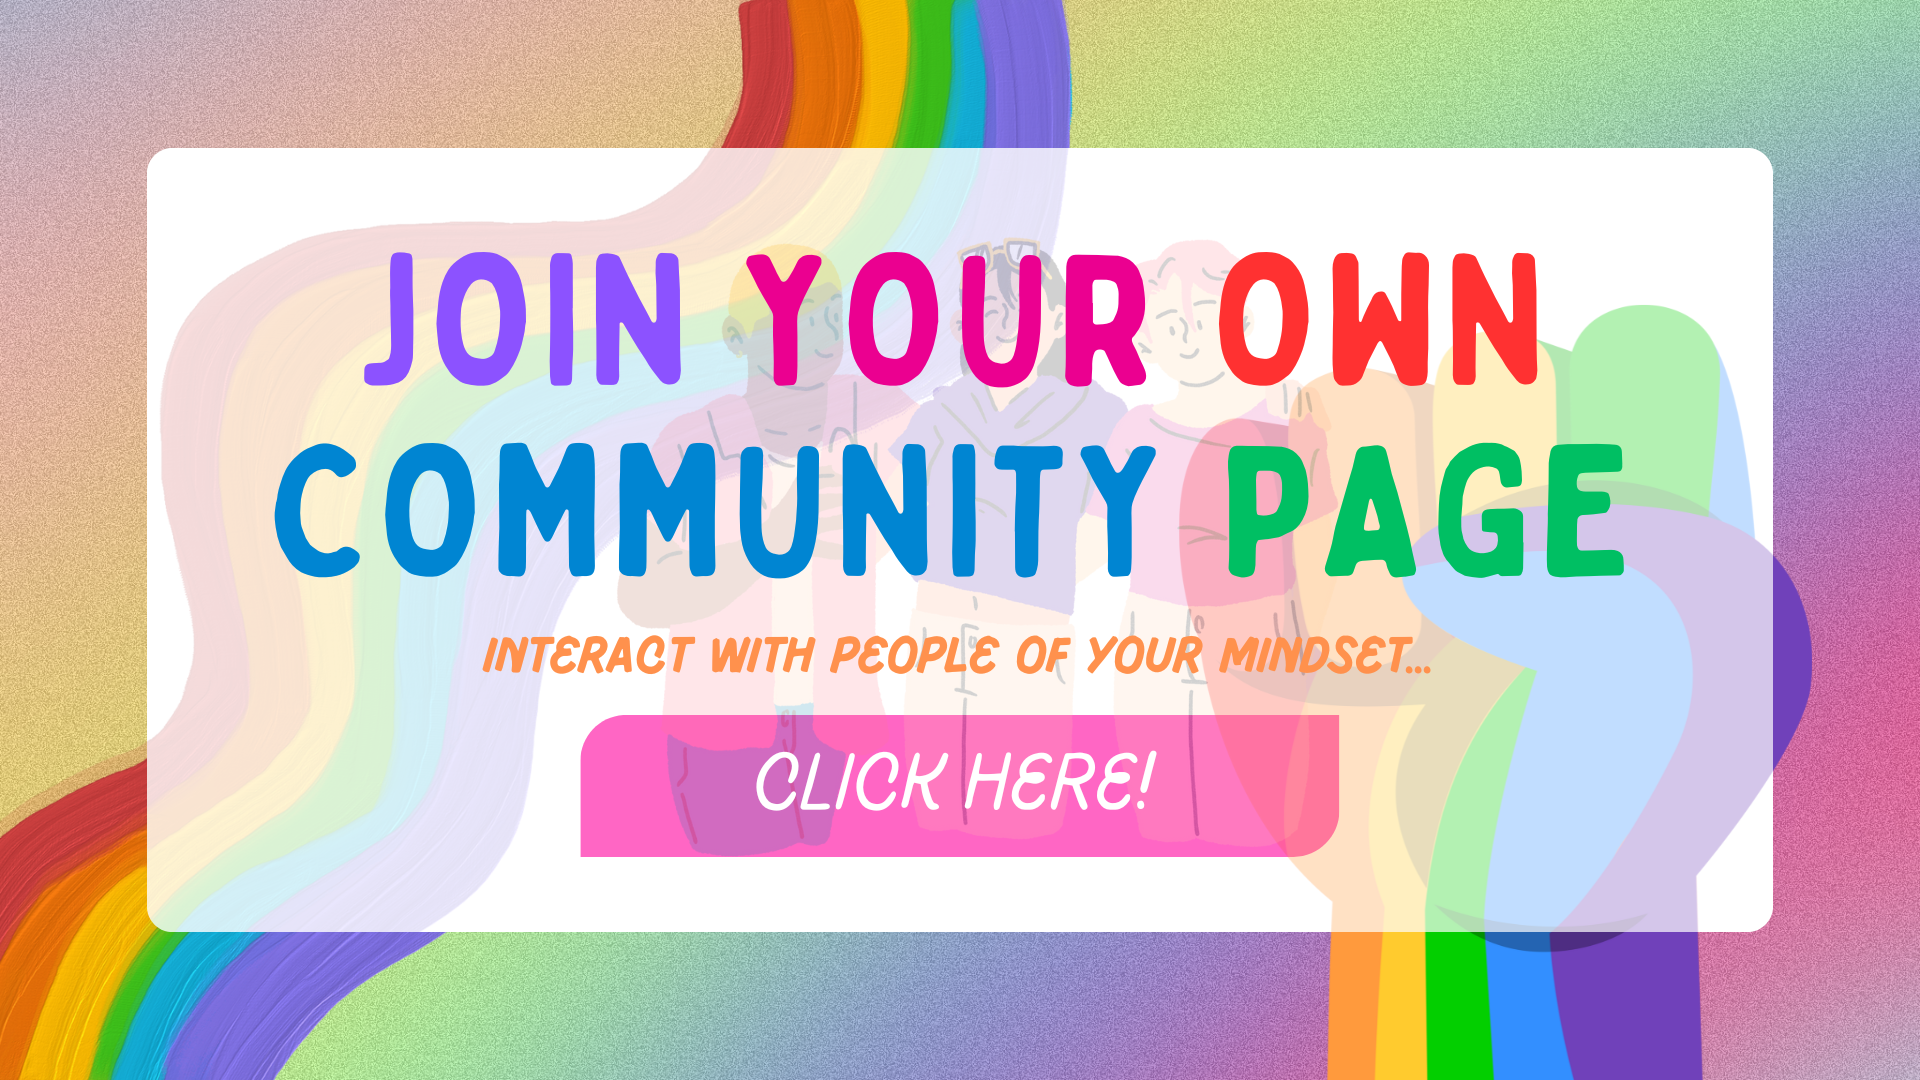 JOIN YOUR OWN
COMMUNITY PAGE
INTERACT WITH PEOPLE OF YOUR MINDSET...
CLICK HERE!